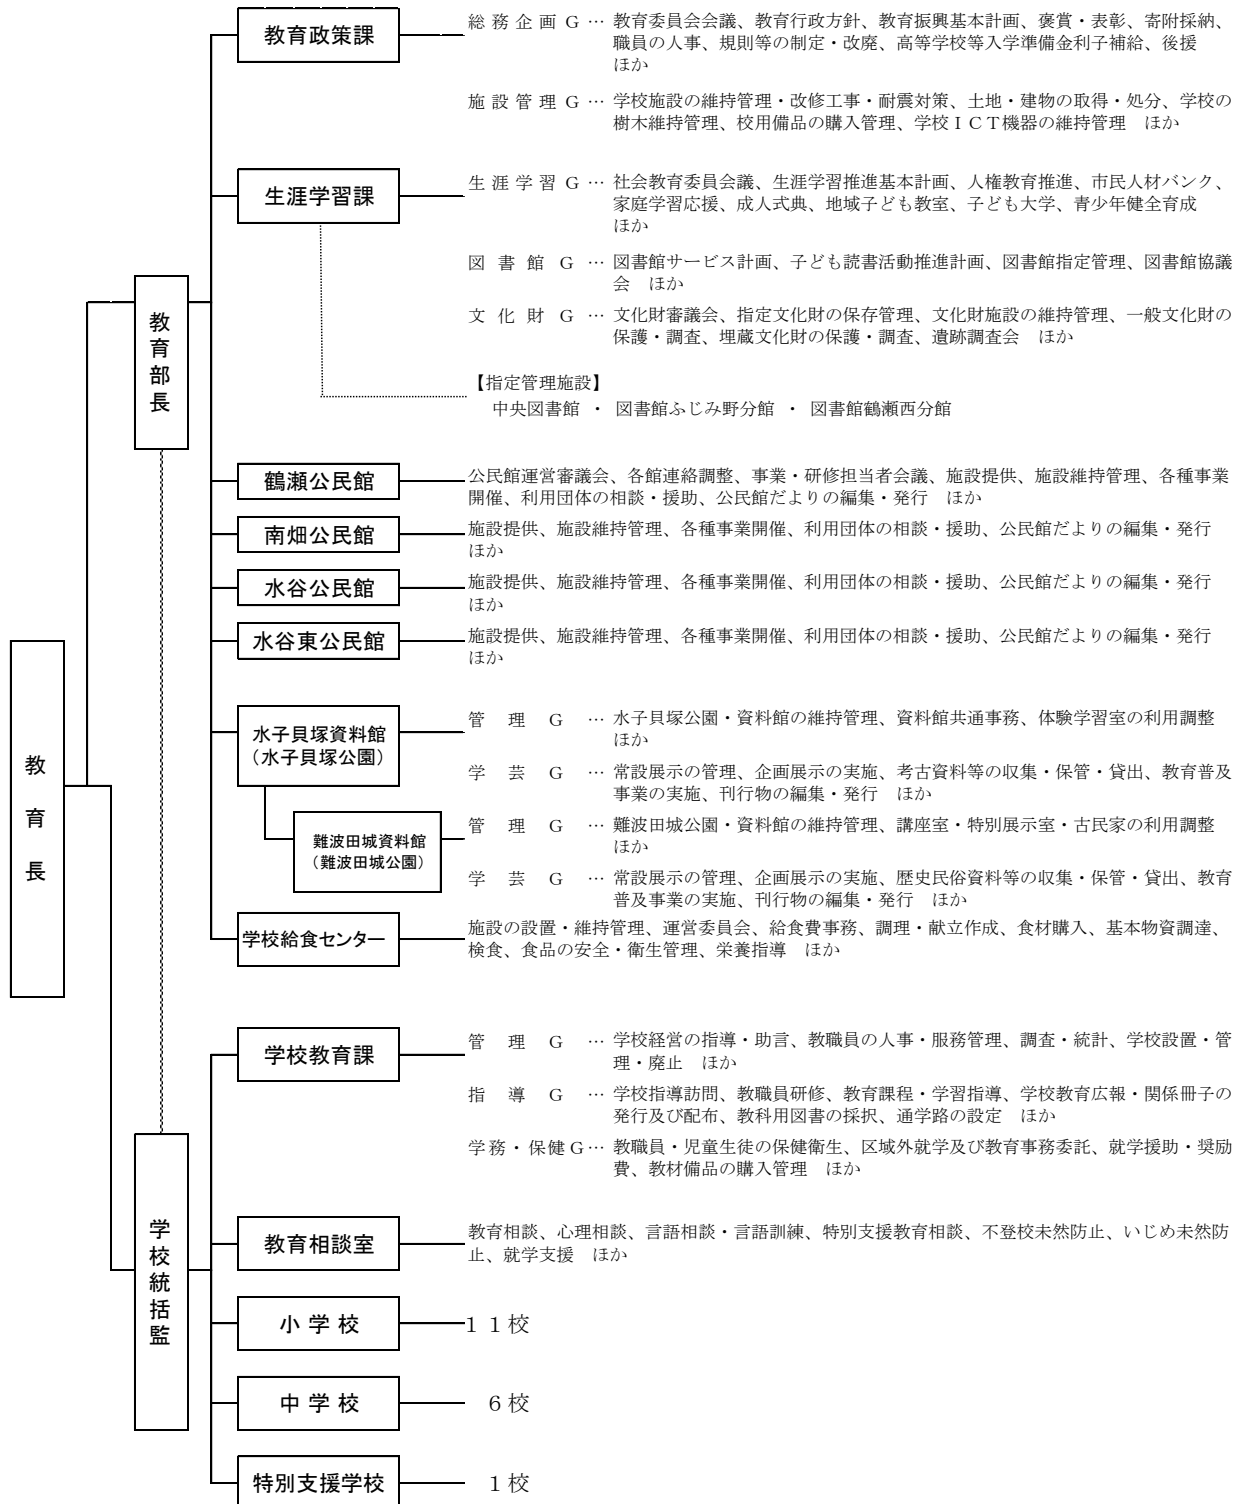 教育長
教育部長
教育政策課
総務企画G … 教育委員会会議、教育行政方針、教育振興基本計画、褒賞・表彰、寄附採納、
職員の人事、規則等の制定・改廃、高等学校等入学準備金利子補給、後援
ほか
施設管理G … 学校施設の維持管理・改修工事・耐震対策、土地・建物の取得・処分、学校の
樹木維持管理、校用備品の購入管理、学校ICT機器の維持管理 ほか
生涯学習課
生涯学習G … 社会教育委員会議、生涯学習推進基本計画、人権教育推進、市民人材バンク、
家庭学習応援、成人式典、地域子ども教室、子ども大学、青少年健全育成
ほか
図書館G … 図書館サービス計画、子ども読書活動推進計画、図書館指定管理、図書館協議
会 ほか
文化財G … 文化財審議会、指定文化財の保存管理、文化財施設の維持管理、一般文化財の
保護・調査、埋蔵文化財の保護・調査、遺跡調査会 ほか
【指定管理施設】
中央図書館 ・ 図書館ふじみ野分館 ・ 図書館鶴瀬西分館
鶴瀬公民館
公民館運営審議会、各館連絡調整、事業・研修担当者会議、施設提供、施設維持管理、各種事業
開催、利用団体の相談・援助、公民館だよりの編集・発行 ほか
南畑公民館
施設提供、施設維持管理、各種事業開催、利用団体の相談・援助、公民館だよりの編集・発行
ほか
水谷公民館
施設提供、施設維持管理、各種事業開催、利用団体の相談・援助、公民館だよりの編集・発行
ほか
水谷東公民館
施設提供、施設維持管理、各種事業開催、利用団体の相談・援助、公民館だよりの編集・発行
ほか
水子貝塚資料館
(水子貝塚公園)
管理G … 水子貝塚公園・資料館の維持管理、資料館共通事務、体験学習室の利用調整
ほか
学芸G … 常設展示の管理、企画展示の実施、考古資料等の収集・保管・貸出、教育普及
事業の実施、刊行物の編集・発行 ほか
難波田城資料館
(難波田城公園)
管理G … 難波田城公園・資料館の維持管理、講座室・特別展示室・古民家の利用調整
ほか
学芸G … 常設展示の管理、企画展示の実施、歴史民俗資料等の収集・保管・貸出、教育
普及事業の実施、刊行物の編集・発行 ほか
学校給食センター
施設の設置・維持管理、運営委員会、給食費事務、調理・献立作成、食材購入、基本物資調達、
検食、食品の安全・衛生管理、栄養指導 ほか
学校統括監
学校教育課
管理G … 学校経営の指導・助言、教職員の人事・服務管理、調査・統計、学校設置・管
理・廃止 ほか
指導G … 学校指導訪問、教職員研修、教育課程・学習指導、学校教育広報・関係冊子の
発行及び配布、教科用図書の採択、通学路の設定 ほか
学務・保健G… 教職員・児童生徒の保健衛生、区域外就学及び教育事務委託、就学援助・奨励
費、教材備品の購入管理 ほか
教育相談室
教育相談、心理相談、言語相談・言語訓練、特別支援教育相談、不登校未然防止、いじめ未然防
止、就学支援 ほか
小学校
11校
中学校
6校
特別支援学校
1校